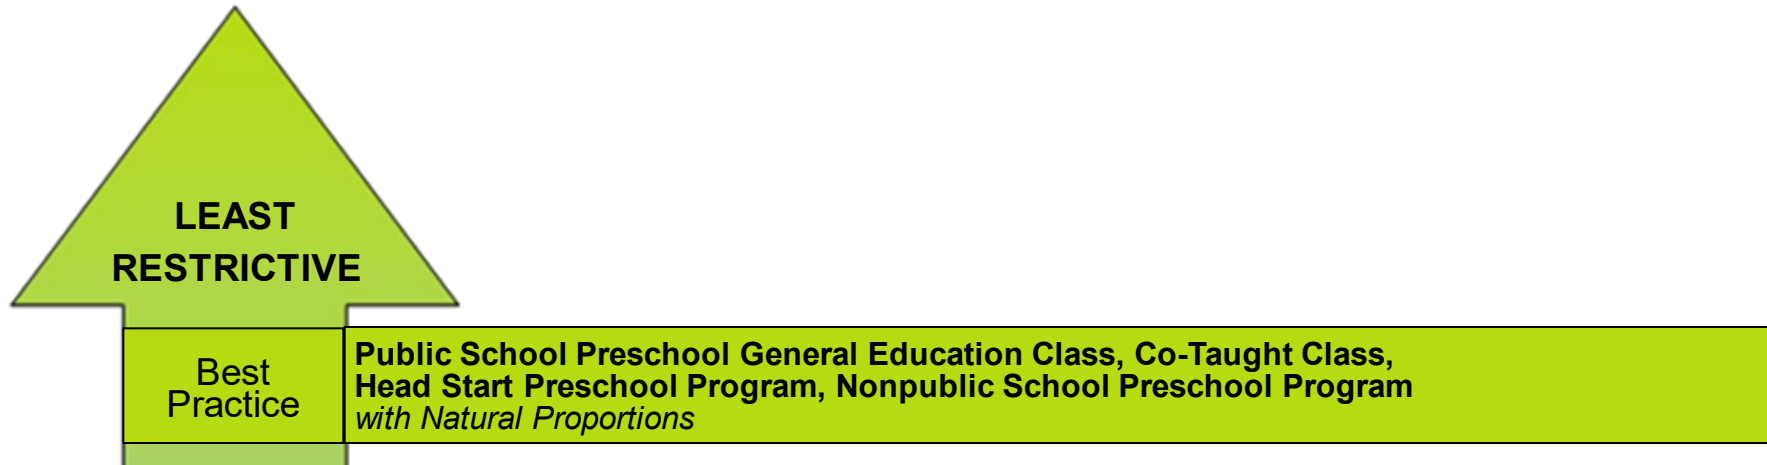 LEAST
RESTRICTIVE
Best
Practice
Public School Preschool General Education Class, Co-Taught Class,
Head Start Preschool Program, Nonpublic School Preschool Program
with Natural Proportions